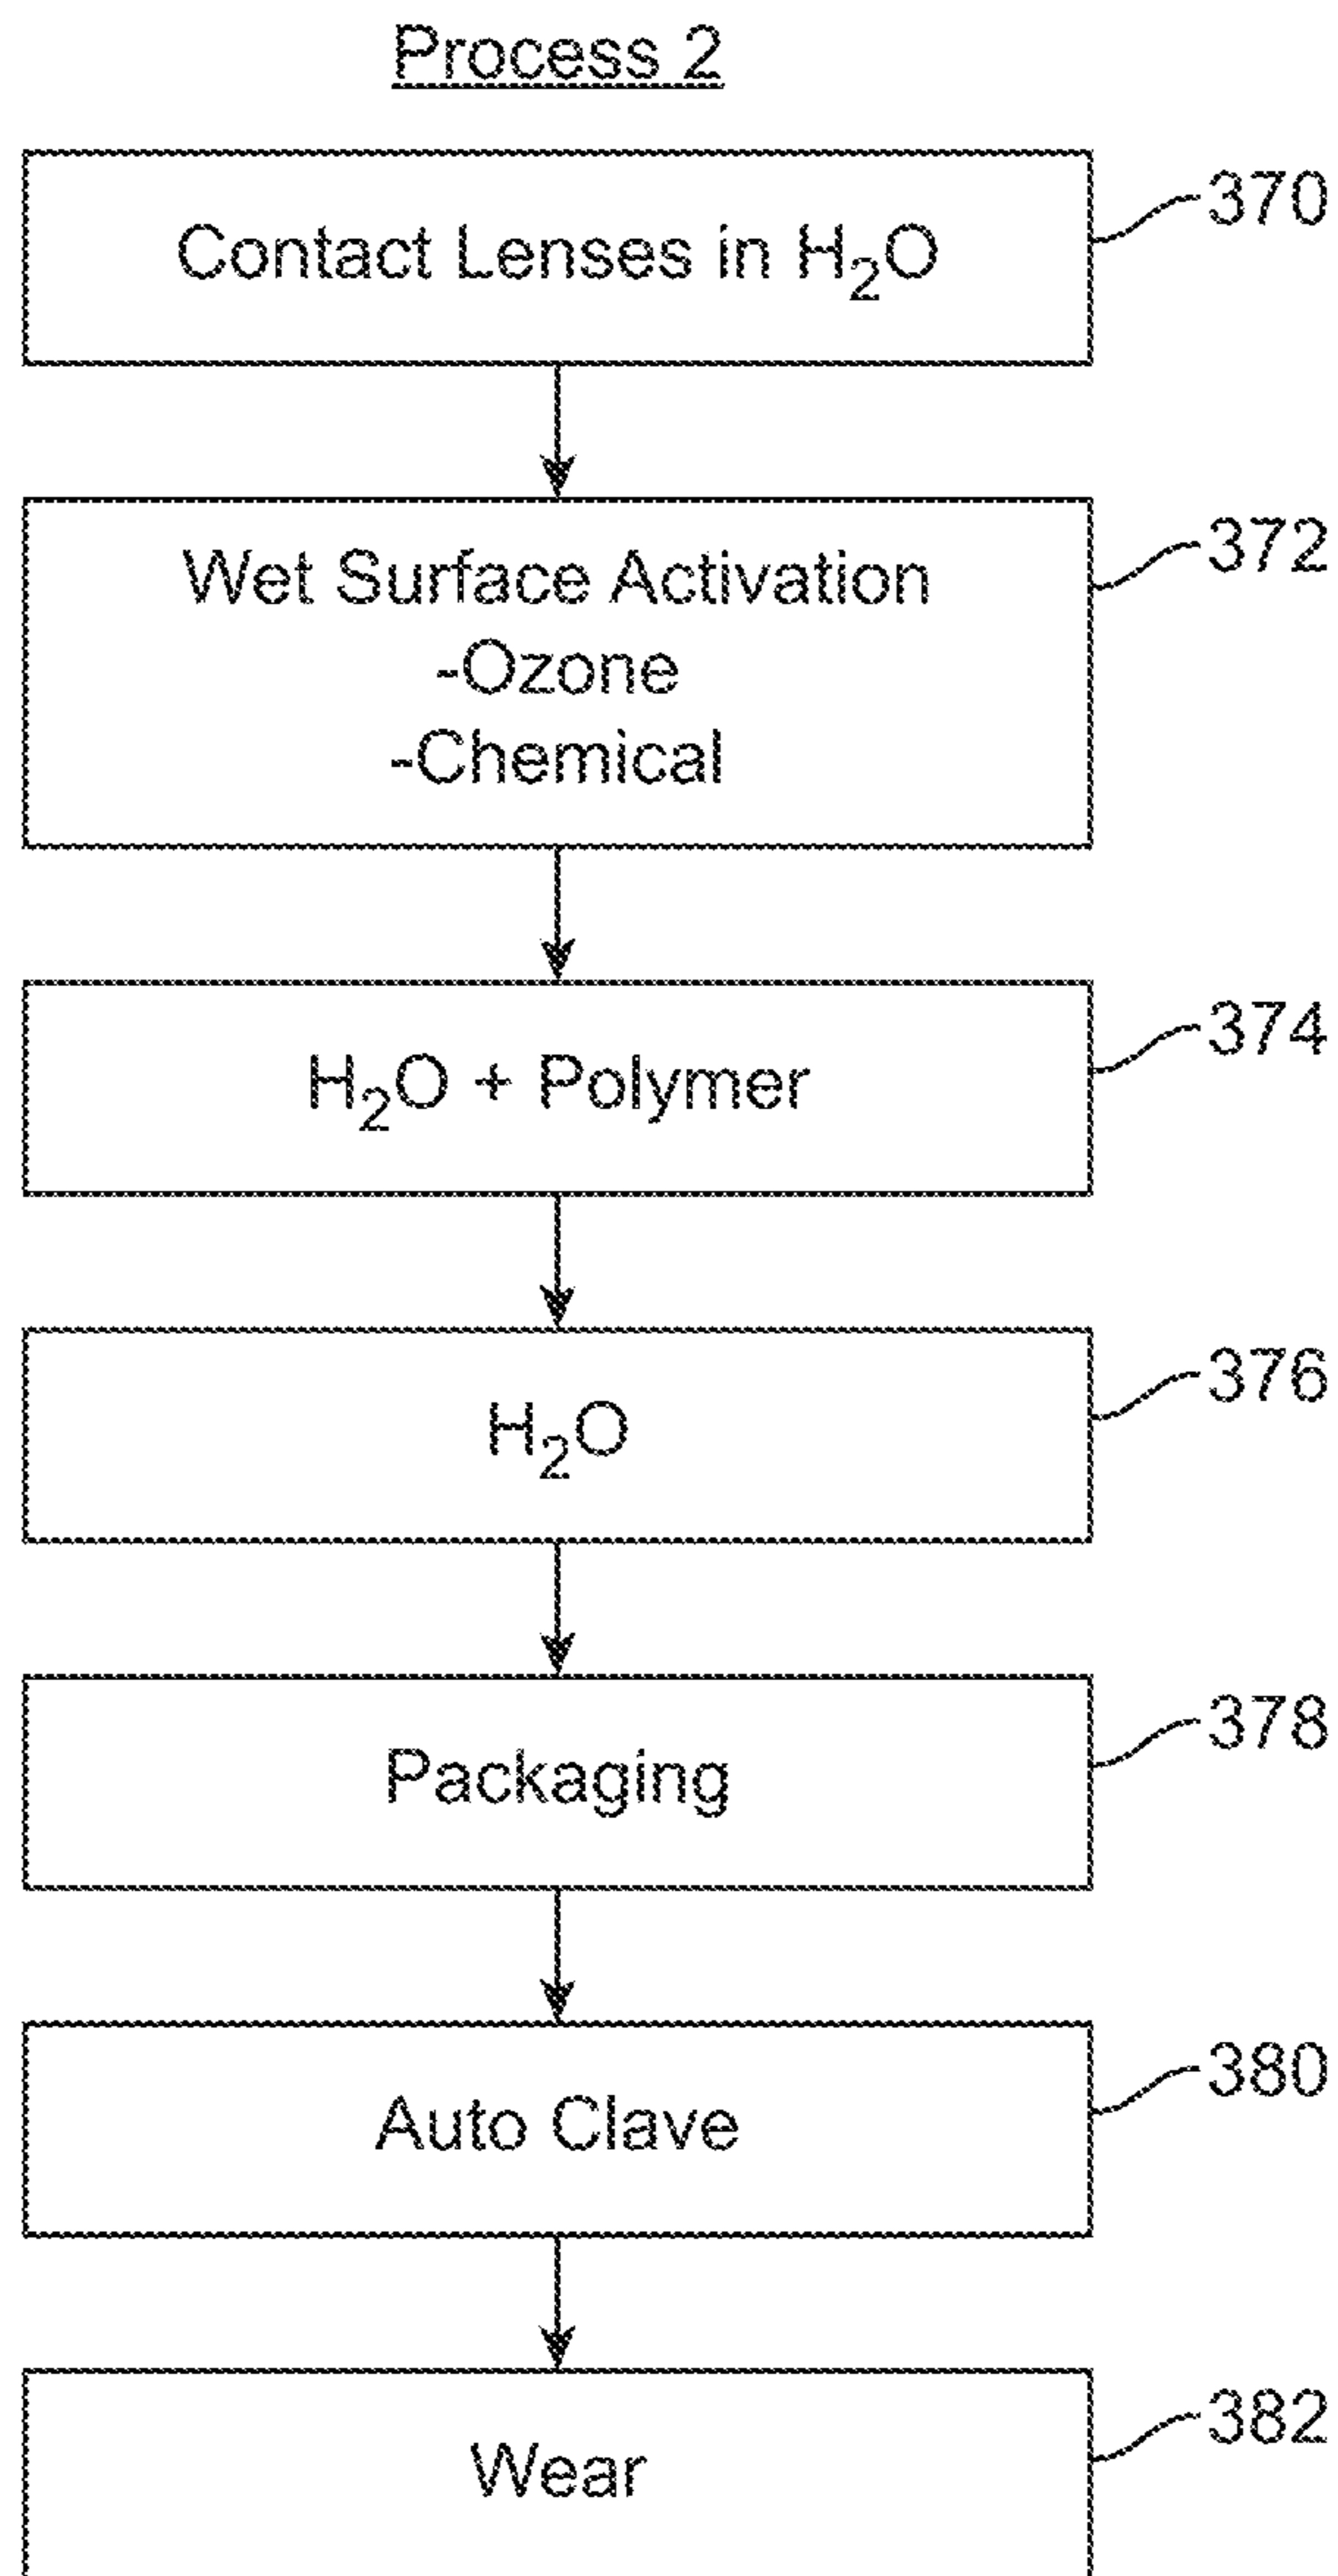 Process 2
Contact Lenses in H₂O
370
Wet Surface Activation
-Ozone
-Chemical
372
H₂O + Polymer
374
H₂O
376
Packaging
378
Auto Clave
380
Wear
382